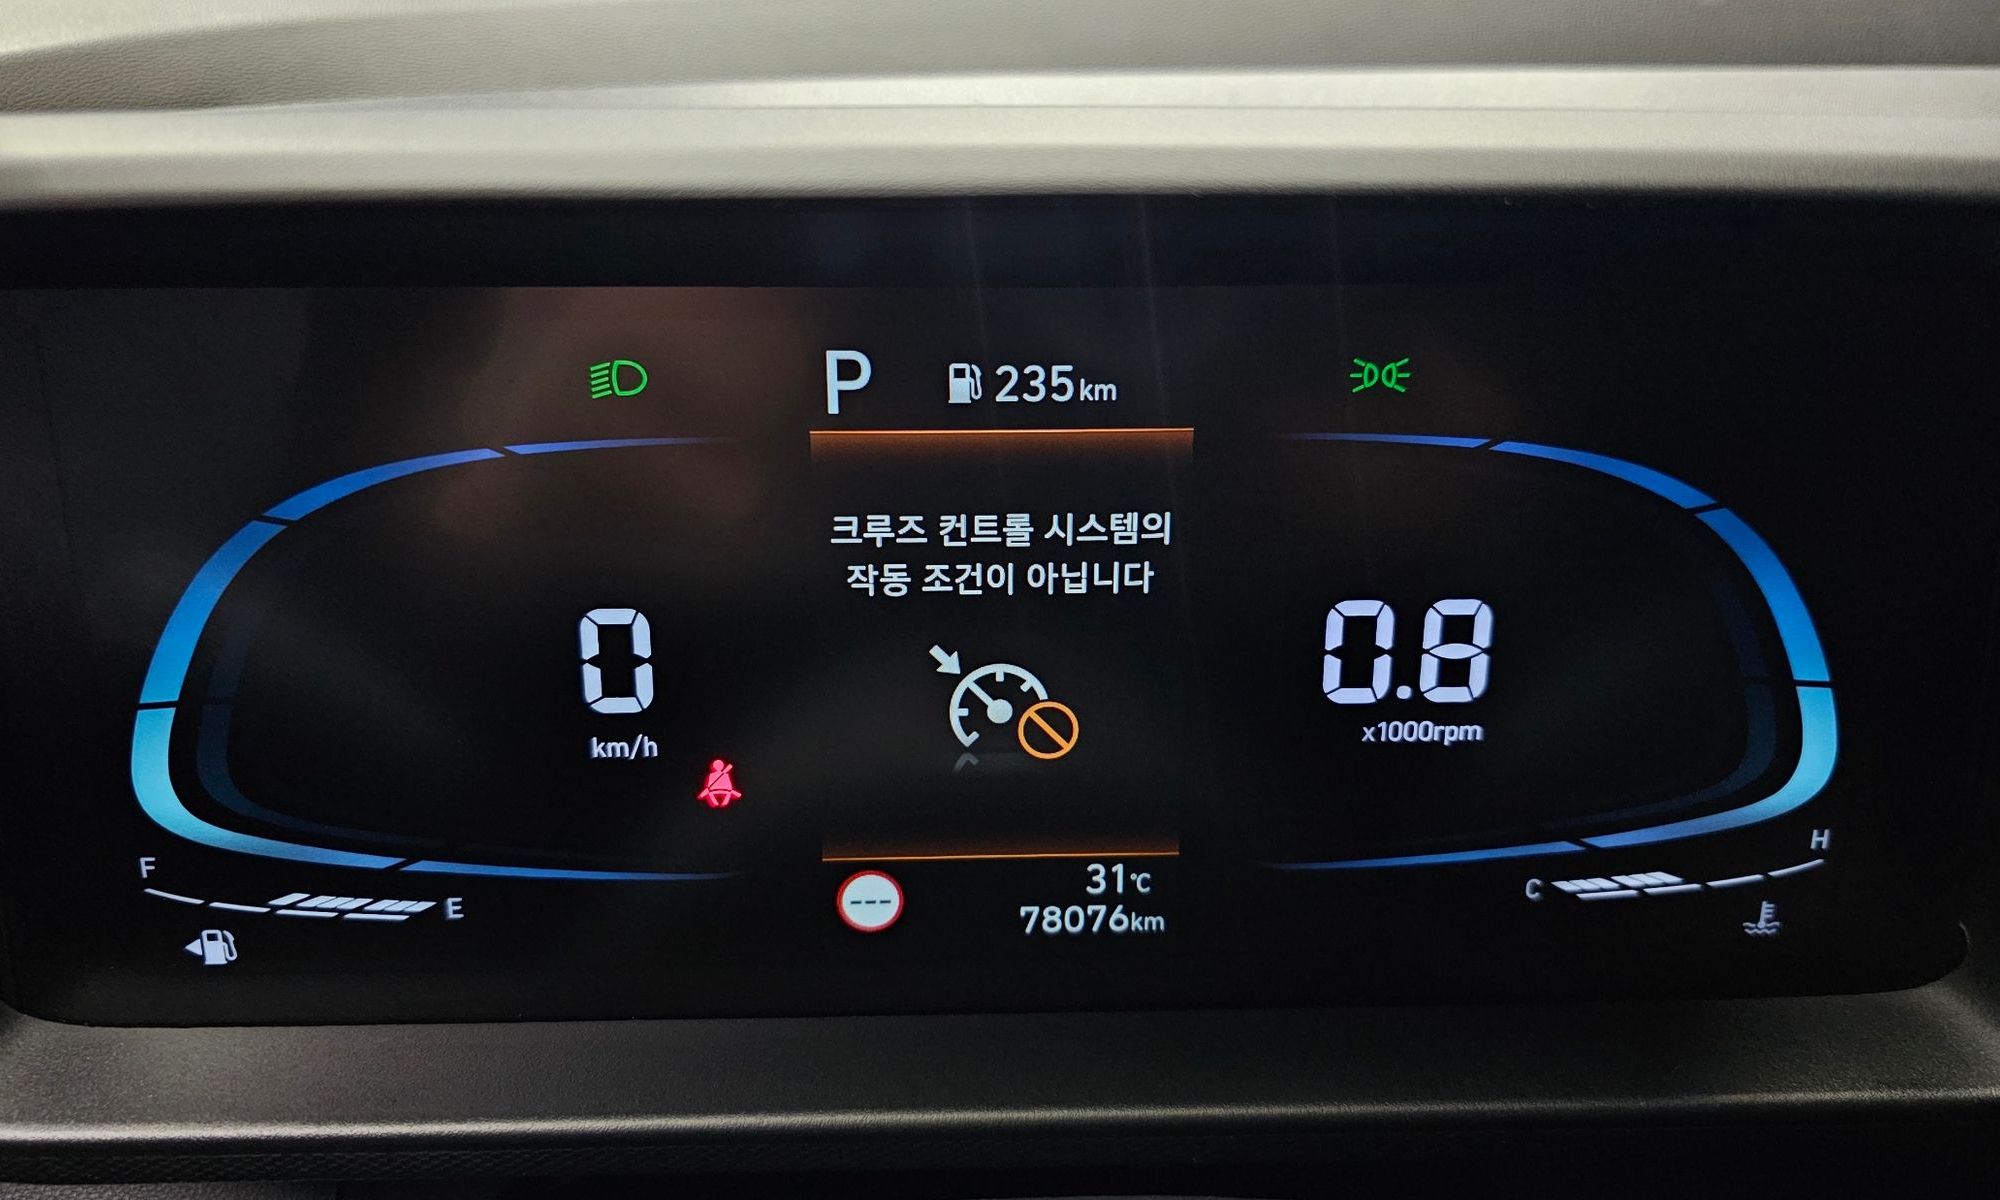 P 235km
크루즈 컨트롤 시스템의
작동 조건이 아닙니다
0 0.8
km/h x1000rpm
F E
C H
--- 31℃
78076km